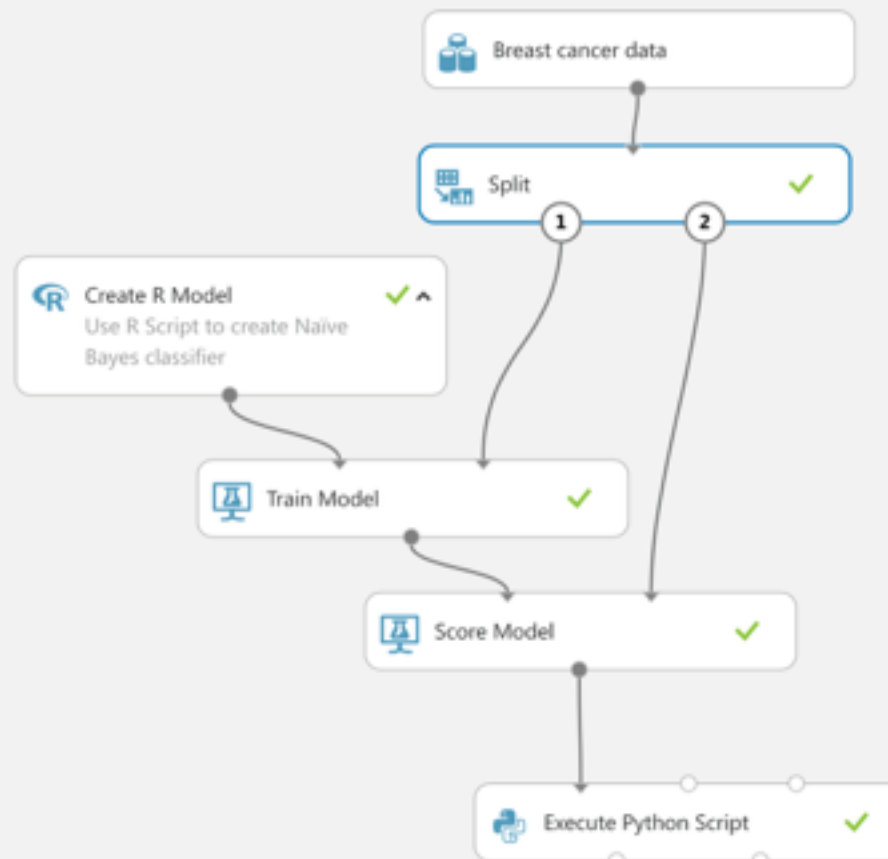 Breast cancer data
Split
1
2
Create R Model
Use R Script to create Naïve
Bayes classifier
Train Model
Score Model
Execute Python Script